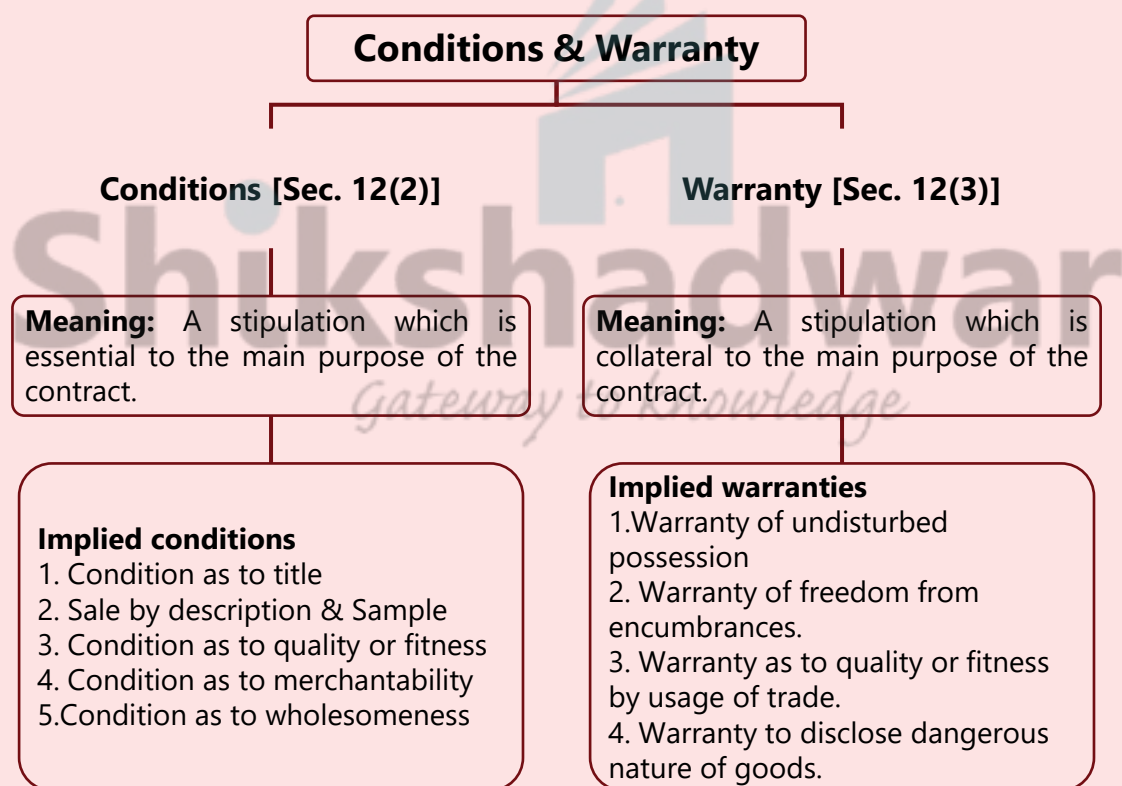 Conditions & Warranty
Conditions [Sec. 12(2)]
Warranty [Sec. 12(3)]
Shikshadwar
Gateway to Knowledge
Meaning: A stipulation which is
essential to the main purpose of the
contract.
Meaning: A stipulation which is
collateral to the main purpose of the
contract.
Implied conditions
1. Condition as to title
2. Sale by description & Sample
3. Condition as to quality or fitness
4. Condition as to merchantability
5.Condition as to wholesomeness
Implied warranties
1.Warranty of undisturbed
possession
2. Warranty of freedom from
encumbrances.
3. Warranty as to quality or fitness
by usage of trade.
4. Warranty to disclose dangerous
nature of goods.